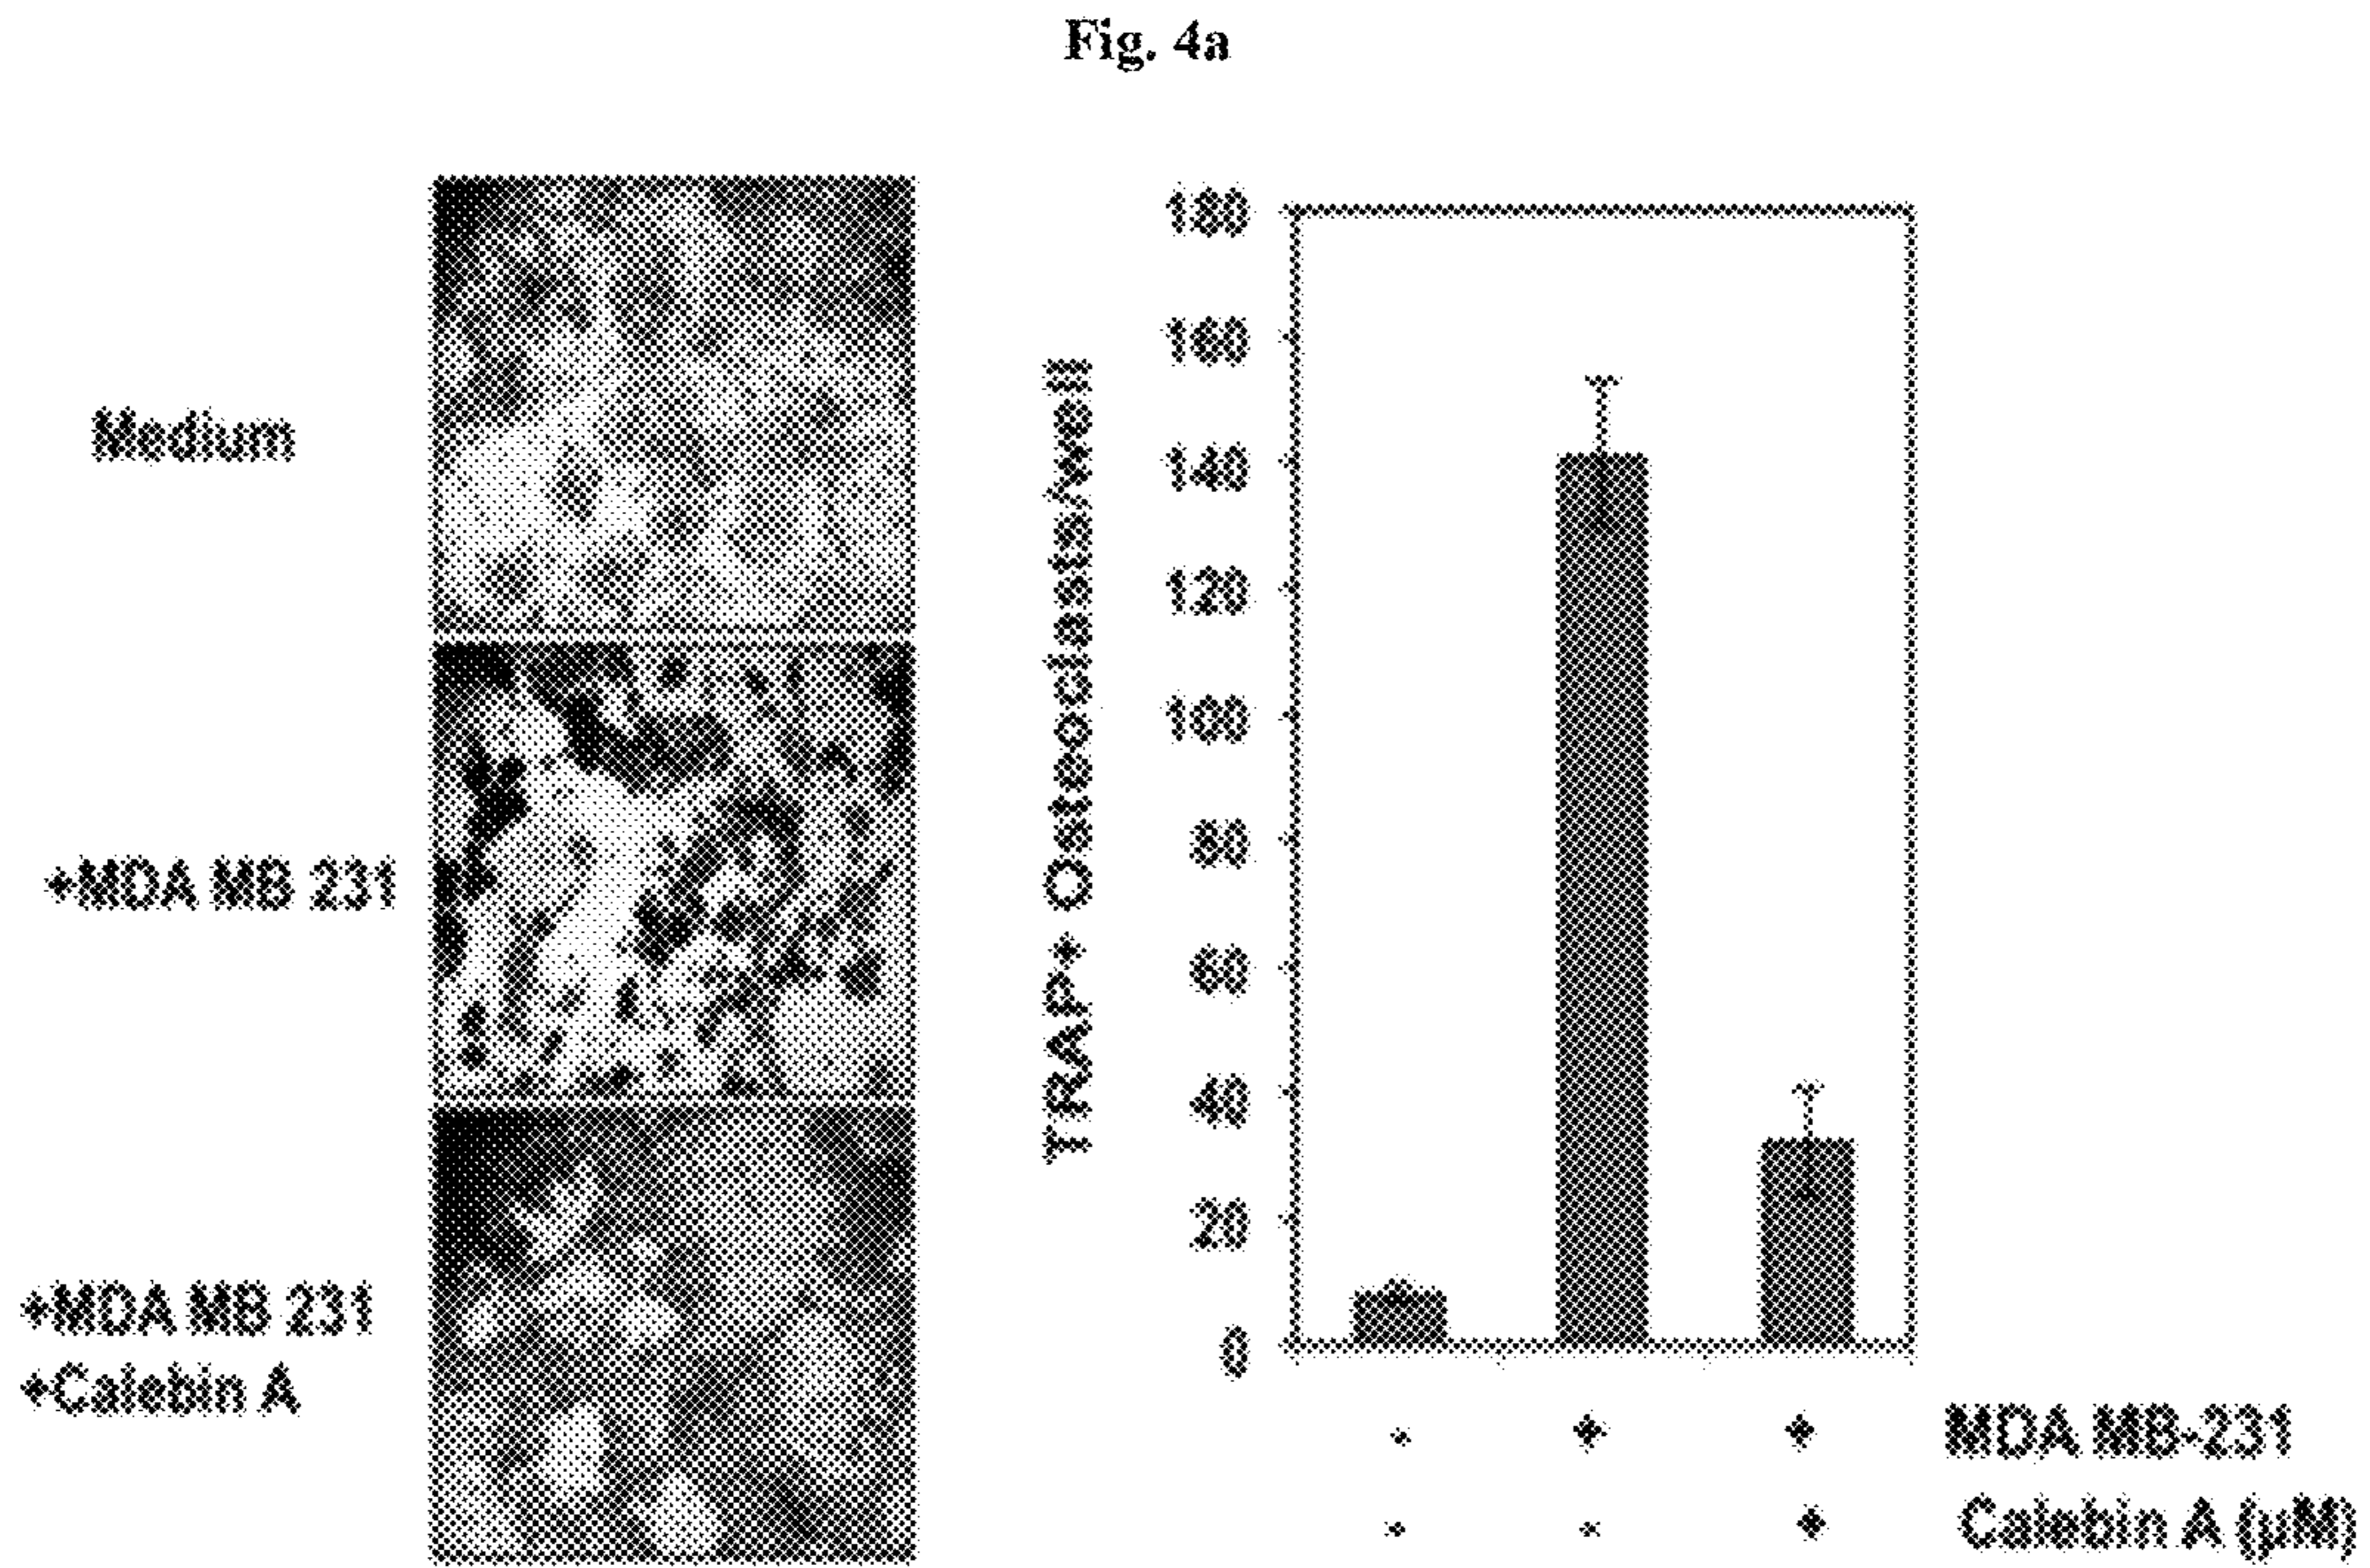 Fig. 4a
Medium
+MDA MB 231
+MDA MB 231
+Calebin A
TRAP+ Osteoclasts/well
180
160
140
120
100
80
60
40
20
0
- + + MDA MB-231
- - + Calebin A (µM)